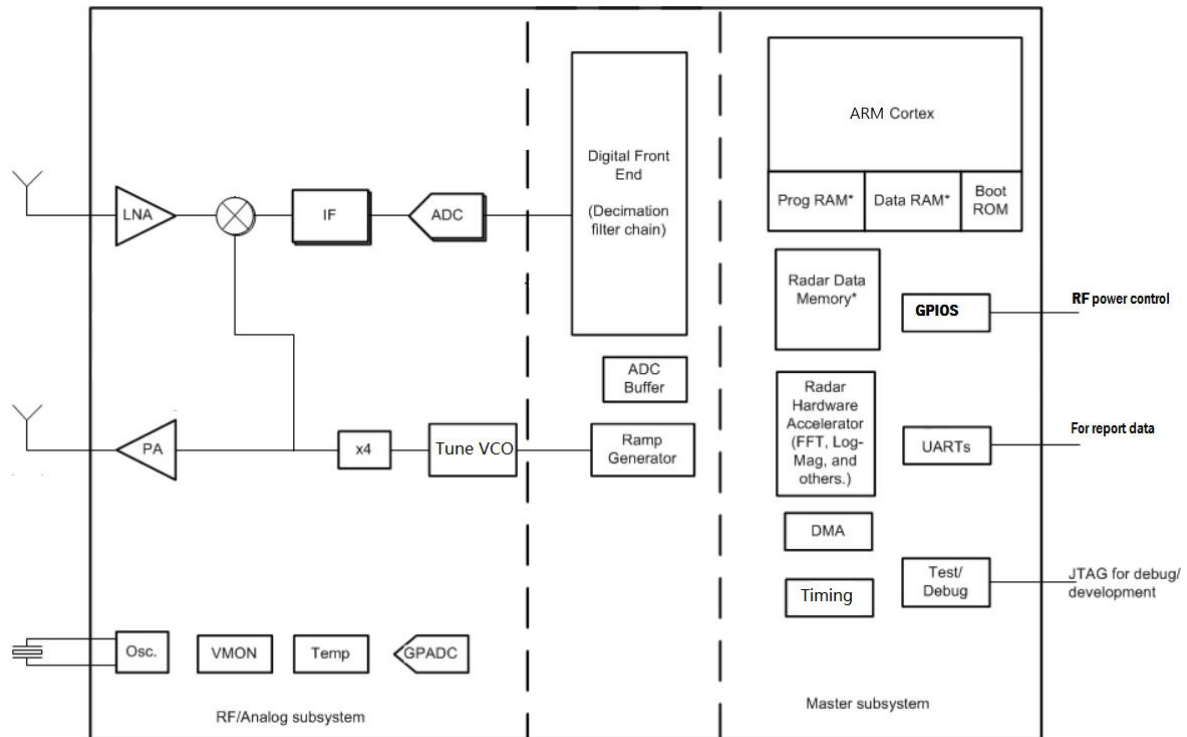 LNA
IF
ADC
PA
x4
Tune VCO
Osc.
VMON
Temp
GPADC
RF/Analog subsystem
Digital Front
End
(Decimation
filter chain)
ADC
Buffer
Ramp
Generator
ARM Cortex
Prog RAM*
Data RAM*
Boot
ROM
Radar Data
Memory*
GPIOS
RF power control
Radar
Hardware
Accelerator
(FFT, Log-
Mag, and
others.)
UARTs
For report data
DMA
Timing
Test/
Debug
JTAG for debug/
development
Master subsystem